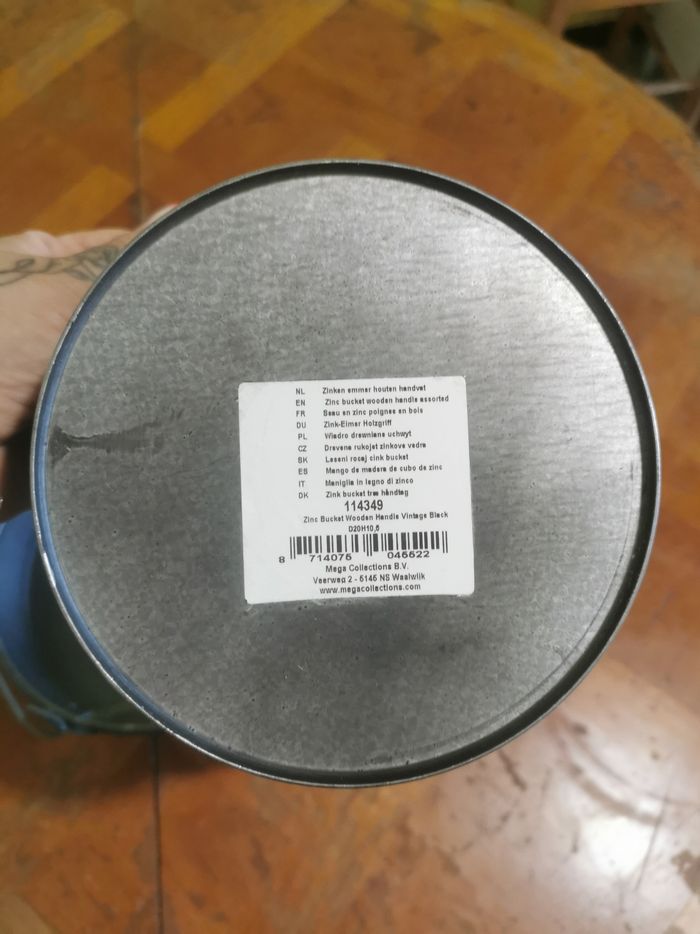 NL Zinken emmer houten handvat
EN Zinc bucket wooden handle assorted
FR Seau en zinc poignee en bois
DU Zink-Eimer Holzgriff
PL Wiadro drewniane uchwyt
CZ Drevena rukojet zinkove vedra
SK Laseni rocaj cink bucket
ES Mango de madera de cubo de zinc
IT Maniglia in legno di zinco
DK Zink bucket træ håndtag
114349
Zinc Bucket Wooden Handle Vintage Black
D20H10,5
8 714075 046522
Mega Collections B.V.
Veerweg 2 - 5145 NS Waalwijk
www.megacollections.com